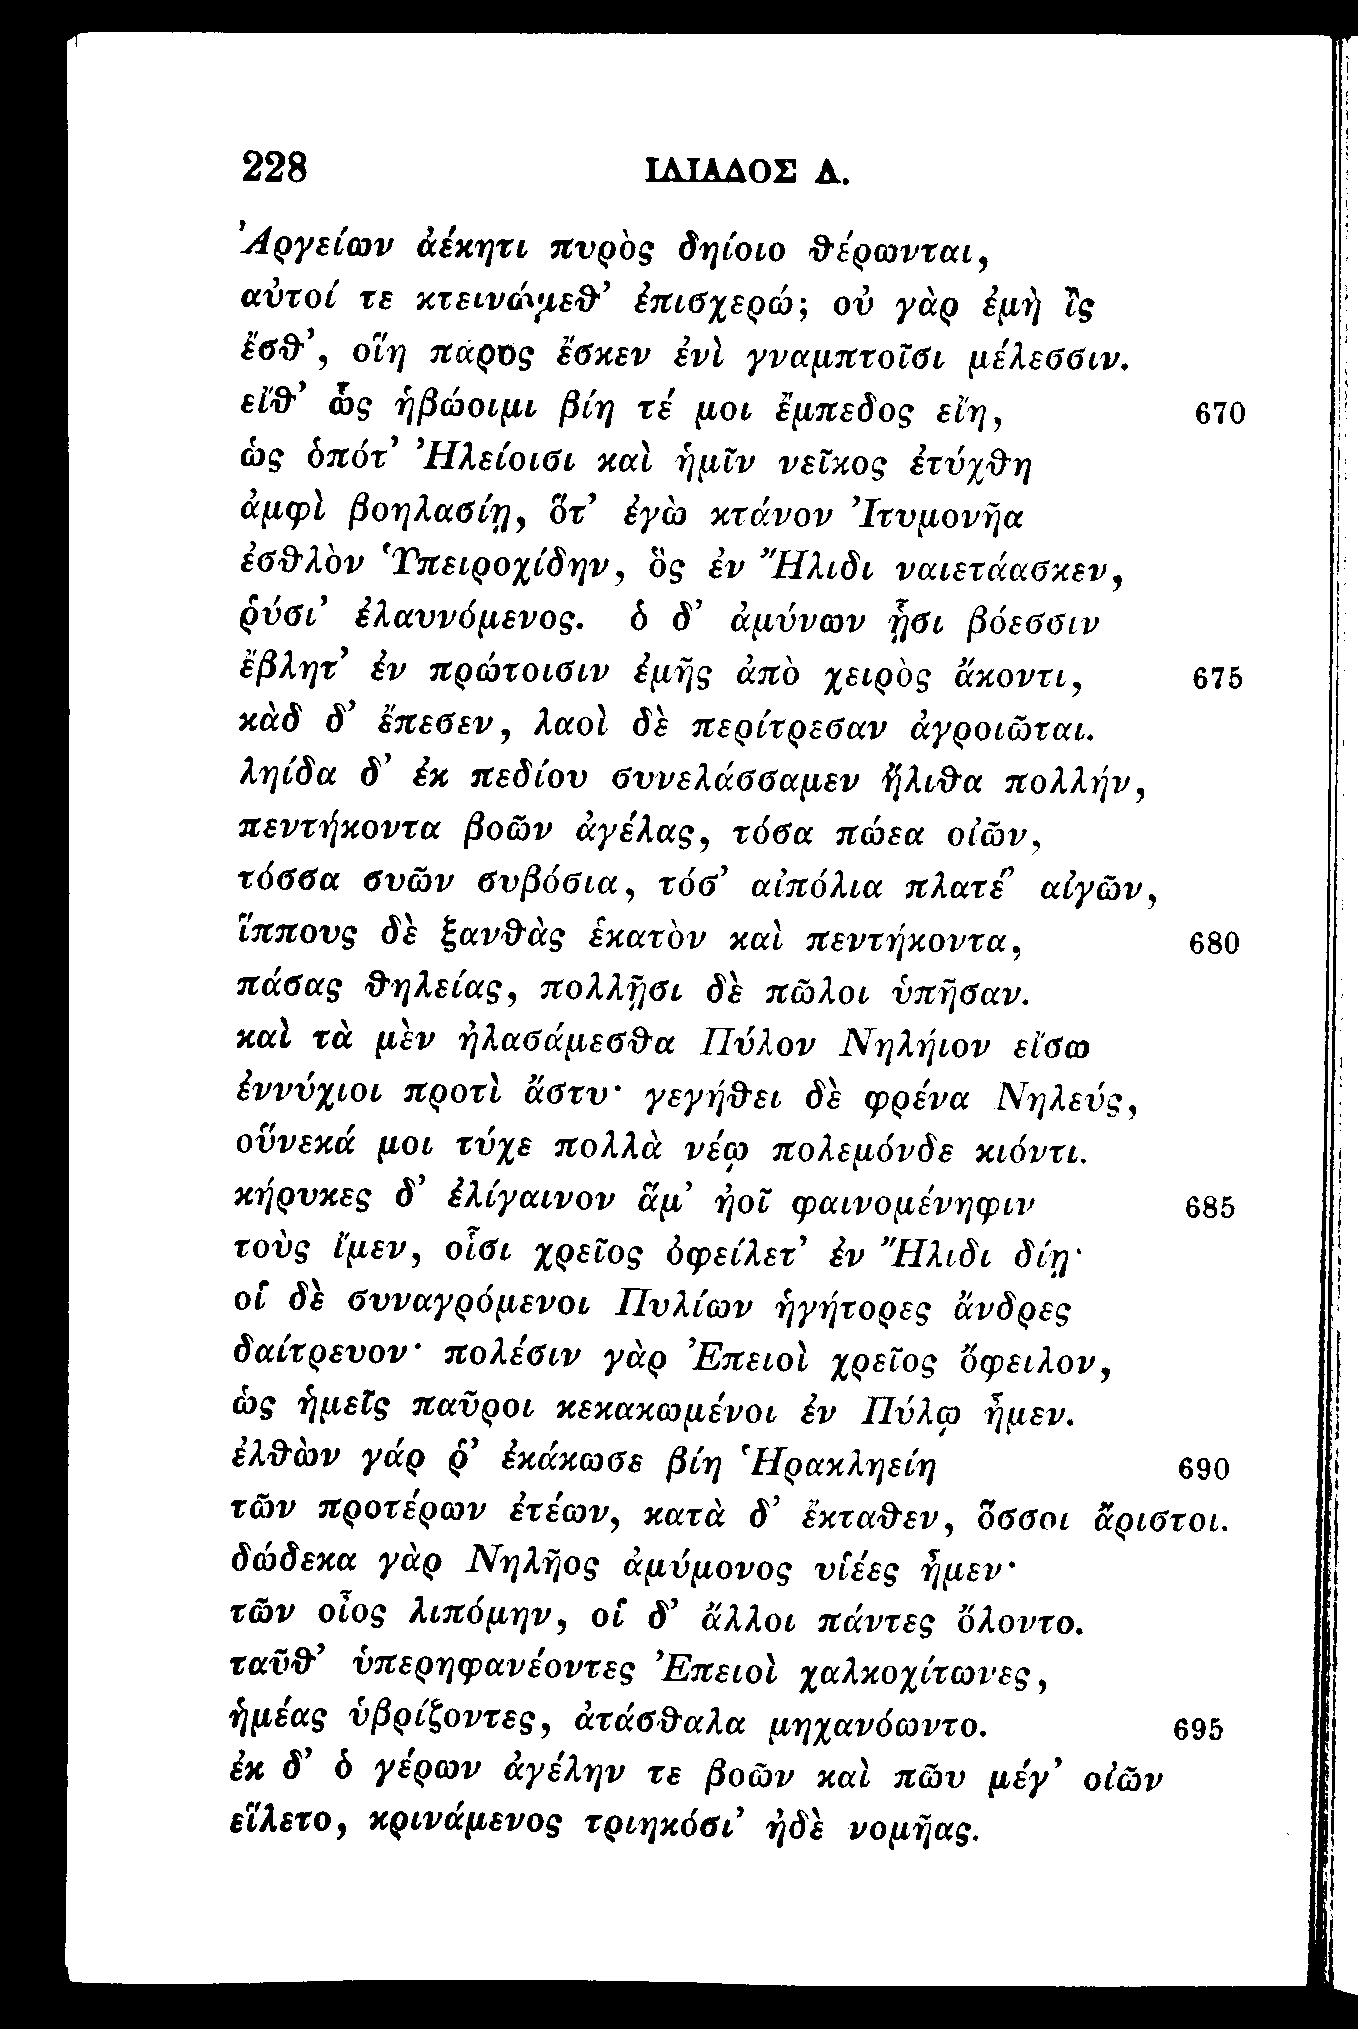 228 ΙΛΙΑΔΟΣ Λ.
Ἀργείων ἀέκητι πυρὸς δηίοιο θέρωνται,
αὐτοί τε κτεινώμεθ’ ἐπισχερώ; οὐ γὰρ ἐμὴ ἲς
ἔσθ’, οἵη πάρος ἔσκεν ἐνὶ γναμπτοῖσι μέλεσσιν.
εἴθ’ ὣς ἡβώοιμι βίη τέ μοι ἔμπεδος εἴη, 670
ὡς ὁπότ’ Ἠλείοισι καὶ ἡμῖν νεῖκος ἐτύχθη
ἀμφὶ βοηλασίῃ, ὅτ’ ἐγὼ κτάνον Ἰτυμονῆα
ἐσθλὸν Ὑπειροχίδην, ὃς ἐν Ἤλιδι ναιετάασκεν,
ῥύσι’ ἐλαυνόμενος. ὁ δ’ ἀμύνων ᾗσι βόεσσιν
ἔβλητ’ ἐν πρώτοισιν ἐμῆς ἀπὸ χειρὸς ἄκοντι, 675
κὰδ δ’ ἔπεσεν, λαοὶ δὲ περίτρεσαν ἀγροιῶται.
ληίδα δ’ ἐκ πεδίου συνελάσσαμεν ἤλιθα πολλήν,
πεντήκοντα βοῶν ἀγέλας, τόσα πώεα οἰῶν,
τόσσα συῶν συβόσια, τόσ’ αἰπόλια πλατέ’ αἰγῶν,
ἵππους δὲ ξανθὰς ἑκατὸν καὶ πεντήκοντα, 680
πάσας θηλείας, πολλῇσι δὲ πῶλοι ὑπῆσαν.
καὶ τὰ μὲν ἠλασάμεσθα Πύλον Νηλήιον εἴσω
ἐννύχιοι προτὶ ἄστυ· γεγήθει δὲ φρένα Νηλεύς,
οὕνεκά μοι τύχε πολλὰ νέῳ πολεμόνδε κιόντι.
κήρυκες δ’ ἐλίγαινον ἅμ’ ἠοῖ φαινομένηφιν 685
τοὺς ἴμεν, οἷσι χρεῖος ὀφείλετ’ ἐν Ἤλιδι δίῃ·
οἱ δὲ συναγρόμενοι Πυλίων ἡγήτορες ἄνδρες
δαίτρευον· πολέσιν γὰρ Ἐπειοὶ χρεῖος ὄφειλον,
ὡς ἡμεῖς παῦροι κεκακωμένοι ἐν Πύλῳ ἦμεν.
ἐλθὼν γάρ ῥ’ ἐκάκωσε βίη Ἡρακληείη 690
τῶν προτέρων ἐτέων, κατὰ δ’ ἔκταθεν, ὅσσοι ἄριστοι.
δώδεκα γὰρ Νηλῆος ἀμύμονος υἱέες ἦμεν·
τῶν οἶος λιπόμην, οἱ δ’ ἄλλοι πάντες ὄλοντο.
ταῦθ’ ὑπερηφανέοντες Ἐπειοὶ χαλκοχίτωνες,
ἡμέας ὑβρίζοντες, ἀτάσθαλα μηχανόωντο. 695
ἐκ δ’ ὁ γέρων ἀγέλην τε βοῶν καὶ πῶυ μέγ’ οἰῶν
εἵλετο, κρινάμενος τριηκόσι’ ἠδὲ νομῆας.